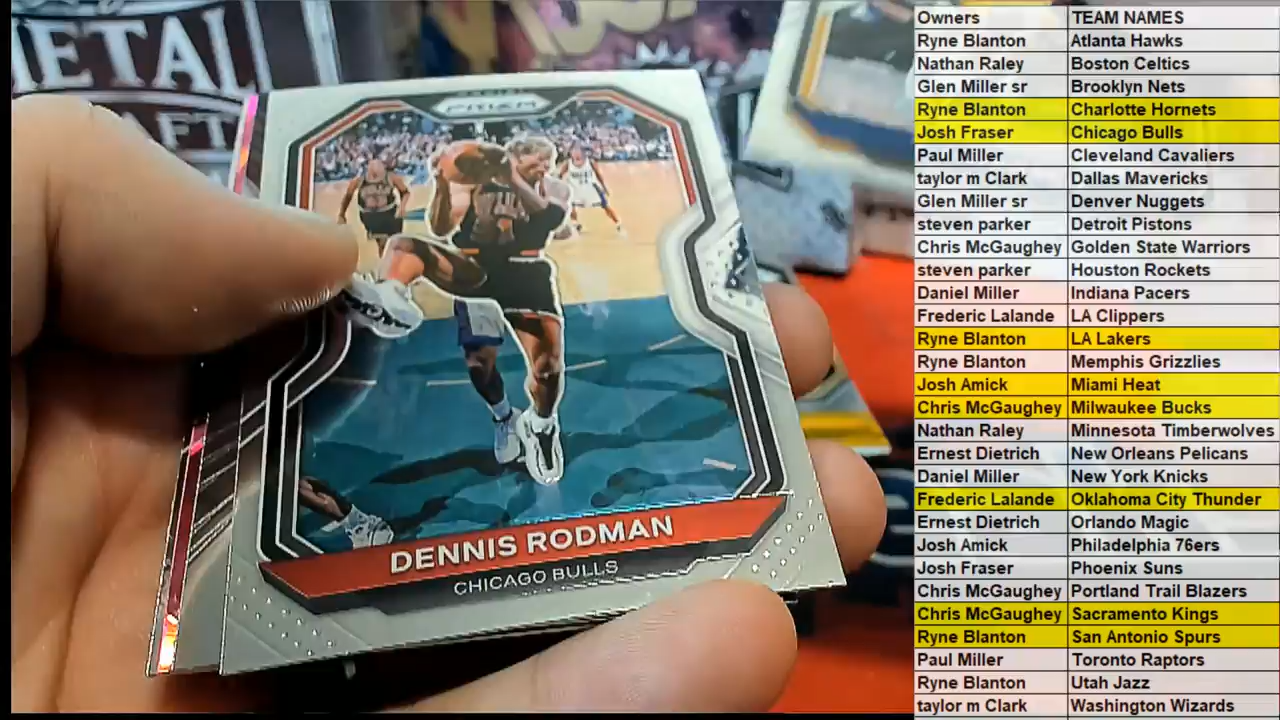 ETAL
AFT
PRIZM
DENNIS RODMAN
CHICAGO BULLS
Owners TEAM NAMES
Ryne Blanton Atlanta Hawks
Nathan Raley Boston Celtics
Glen Miller sr Brooklyn Nets
Ryne Blanton Charlotte Hornets
Josh Fraser Chicago Bulls
Paul Miller Cleveland Cavaliers
taylor m Clark Dallas Mavericks
Glen Miller sr Denver Nuggets
steven parker Detroit Pistons
Chris McGaughey Golden State Warriors
steven parker Houston Rockets
Daniel Miller Indiana Pacers
Frederic Lalande LA Clippers
Ryne Blanton LA Lakers
Ryne Blanton Memphis Grizzlies
Josh Amick Miami Heat
Chris McGaughey Milwaukee Bucks
Nathan Raley Minnesota Timberwolves
Ernest Dietrich New Orleans Pelicans
Daniel Miller New York Knicks
Frederic Lalande Oklahoma City Thunder
Ernest Dietrich Orlando Magic
Josh Amick Philadelphia 76ers
Josh Fraser Phoenix Suns
Chris McGaughey Portland Trail Blazers
Chris McGaughey Sacramento Kings
Ryne Blanton San Antonio Spurs
Paul Miller Toronto Raptors
Ryne Blanton Utah Jazz
taylor m Clark Washington Wizards